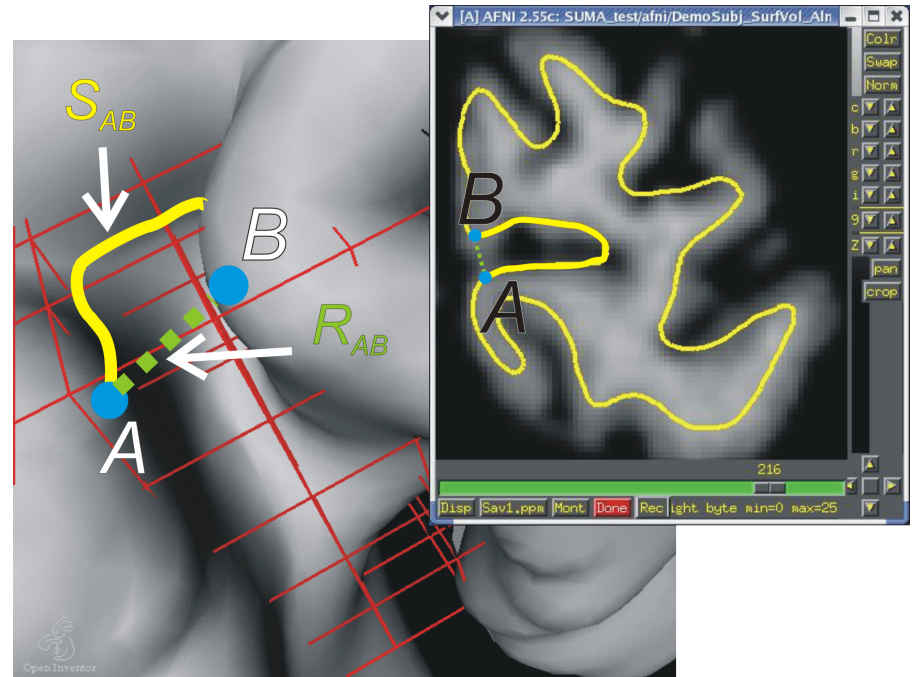 [A] AFNI 2.55c: SUMA_test/afni/DemoSubj_SurfVol_Aln
Colr
Swap
Norm
c
b
r
g
i
9
Z
pan
crop
S_AB
B
R_AB
A
B
A
216
Disp Sav1.ppm Mont Done Rec ight byte min=0 max=25
Open Inventor